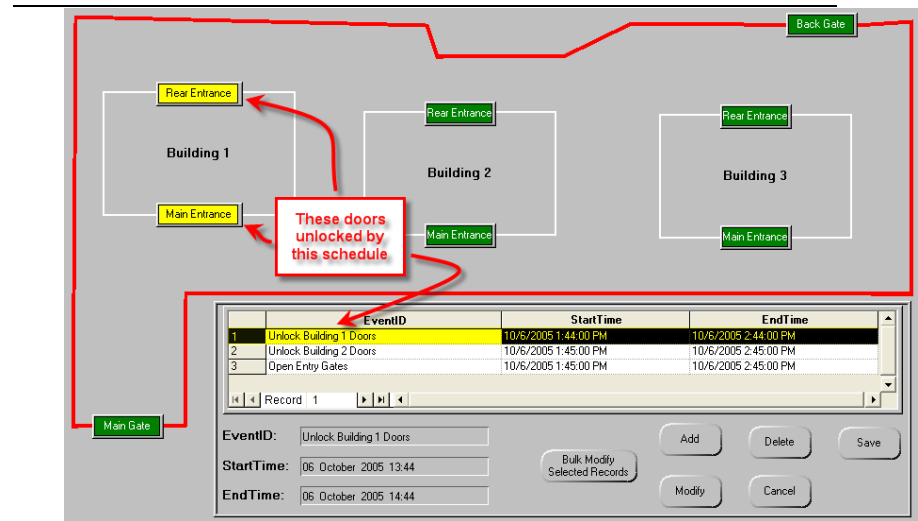 Back Gate
Rear Entrance
Building 1
Main Entrance
Rear Entrance
Building 2
Main Entrance
Rear Entrance
Building 3
Main Entrance
These doors
unlocked by
this schedule
Main Gate
EventID StartTime EndTime
1 Unlock Building 1 Doors 10/6/2005 1:44:00 PM 10/6/2005 2:44:00 PM
2 Unlock Building 2 Doors 10/6/2005 1:45:00 PM 10/6/2005 2:45:00 PM
3 Open Entry Gates 10/6/2005 1:45:00 PM 10/6/2005 2:45:00 PM
Record 1
EventID: Unlock Building 1 Doors
StartTime: 06 October 2005 13:44
EndTime: 06 October 2005 14:44
Bulk Modify
Selected Records
Add Delete Save
Modify Cancel